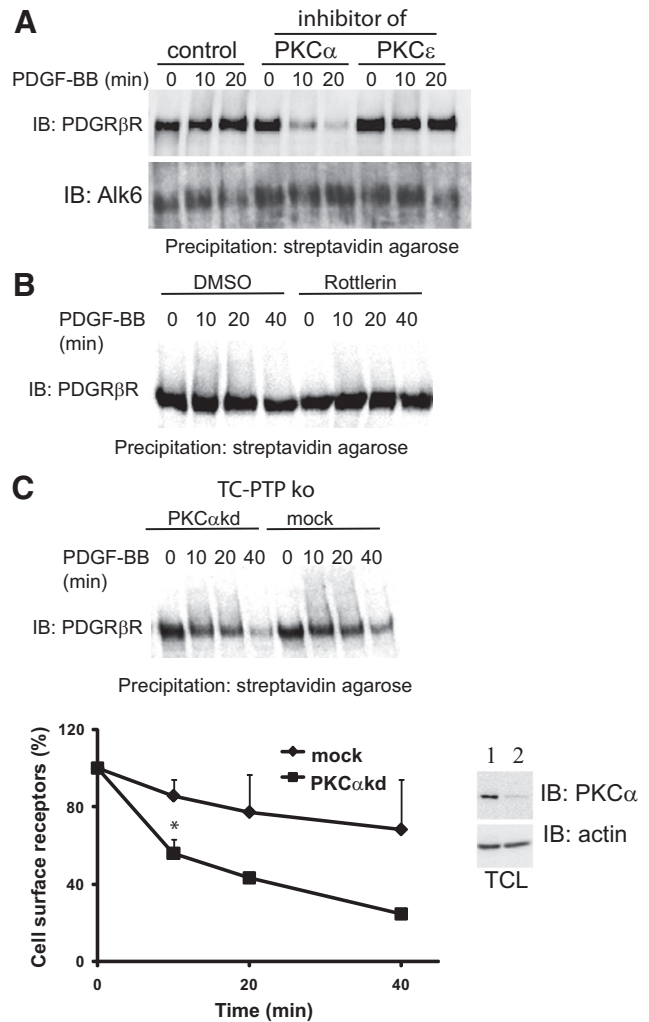 A
inhibitor of
control PKCα PKCε
PDGF-BB (min) 0 10 20 0 10 20 0 10 20
IB: PDGRβR
IB: Alk6
Precipitation: streptavidin agarose
B
DMSO Rottlerin
PDGF-BB 0 10 20 40 0 10 20 40
(min)
IB: PDGRβR
Precipitation: streptavidin agarose
C
TC-PTP ko
PKCαkd mock
PDGF-BB 0 10 20 40 0 10 20 40
(min)
IB: PDGRβR
Precipitation: streptavidin agarose
Cell surface receptors (%)
120
80
40
0
mock
PKCαkd
*
0 20 40
Time (min)
1 2
IB: PKCα
IB: actin
TCL